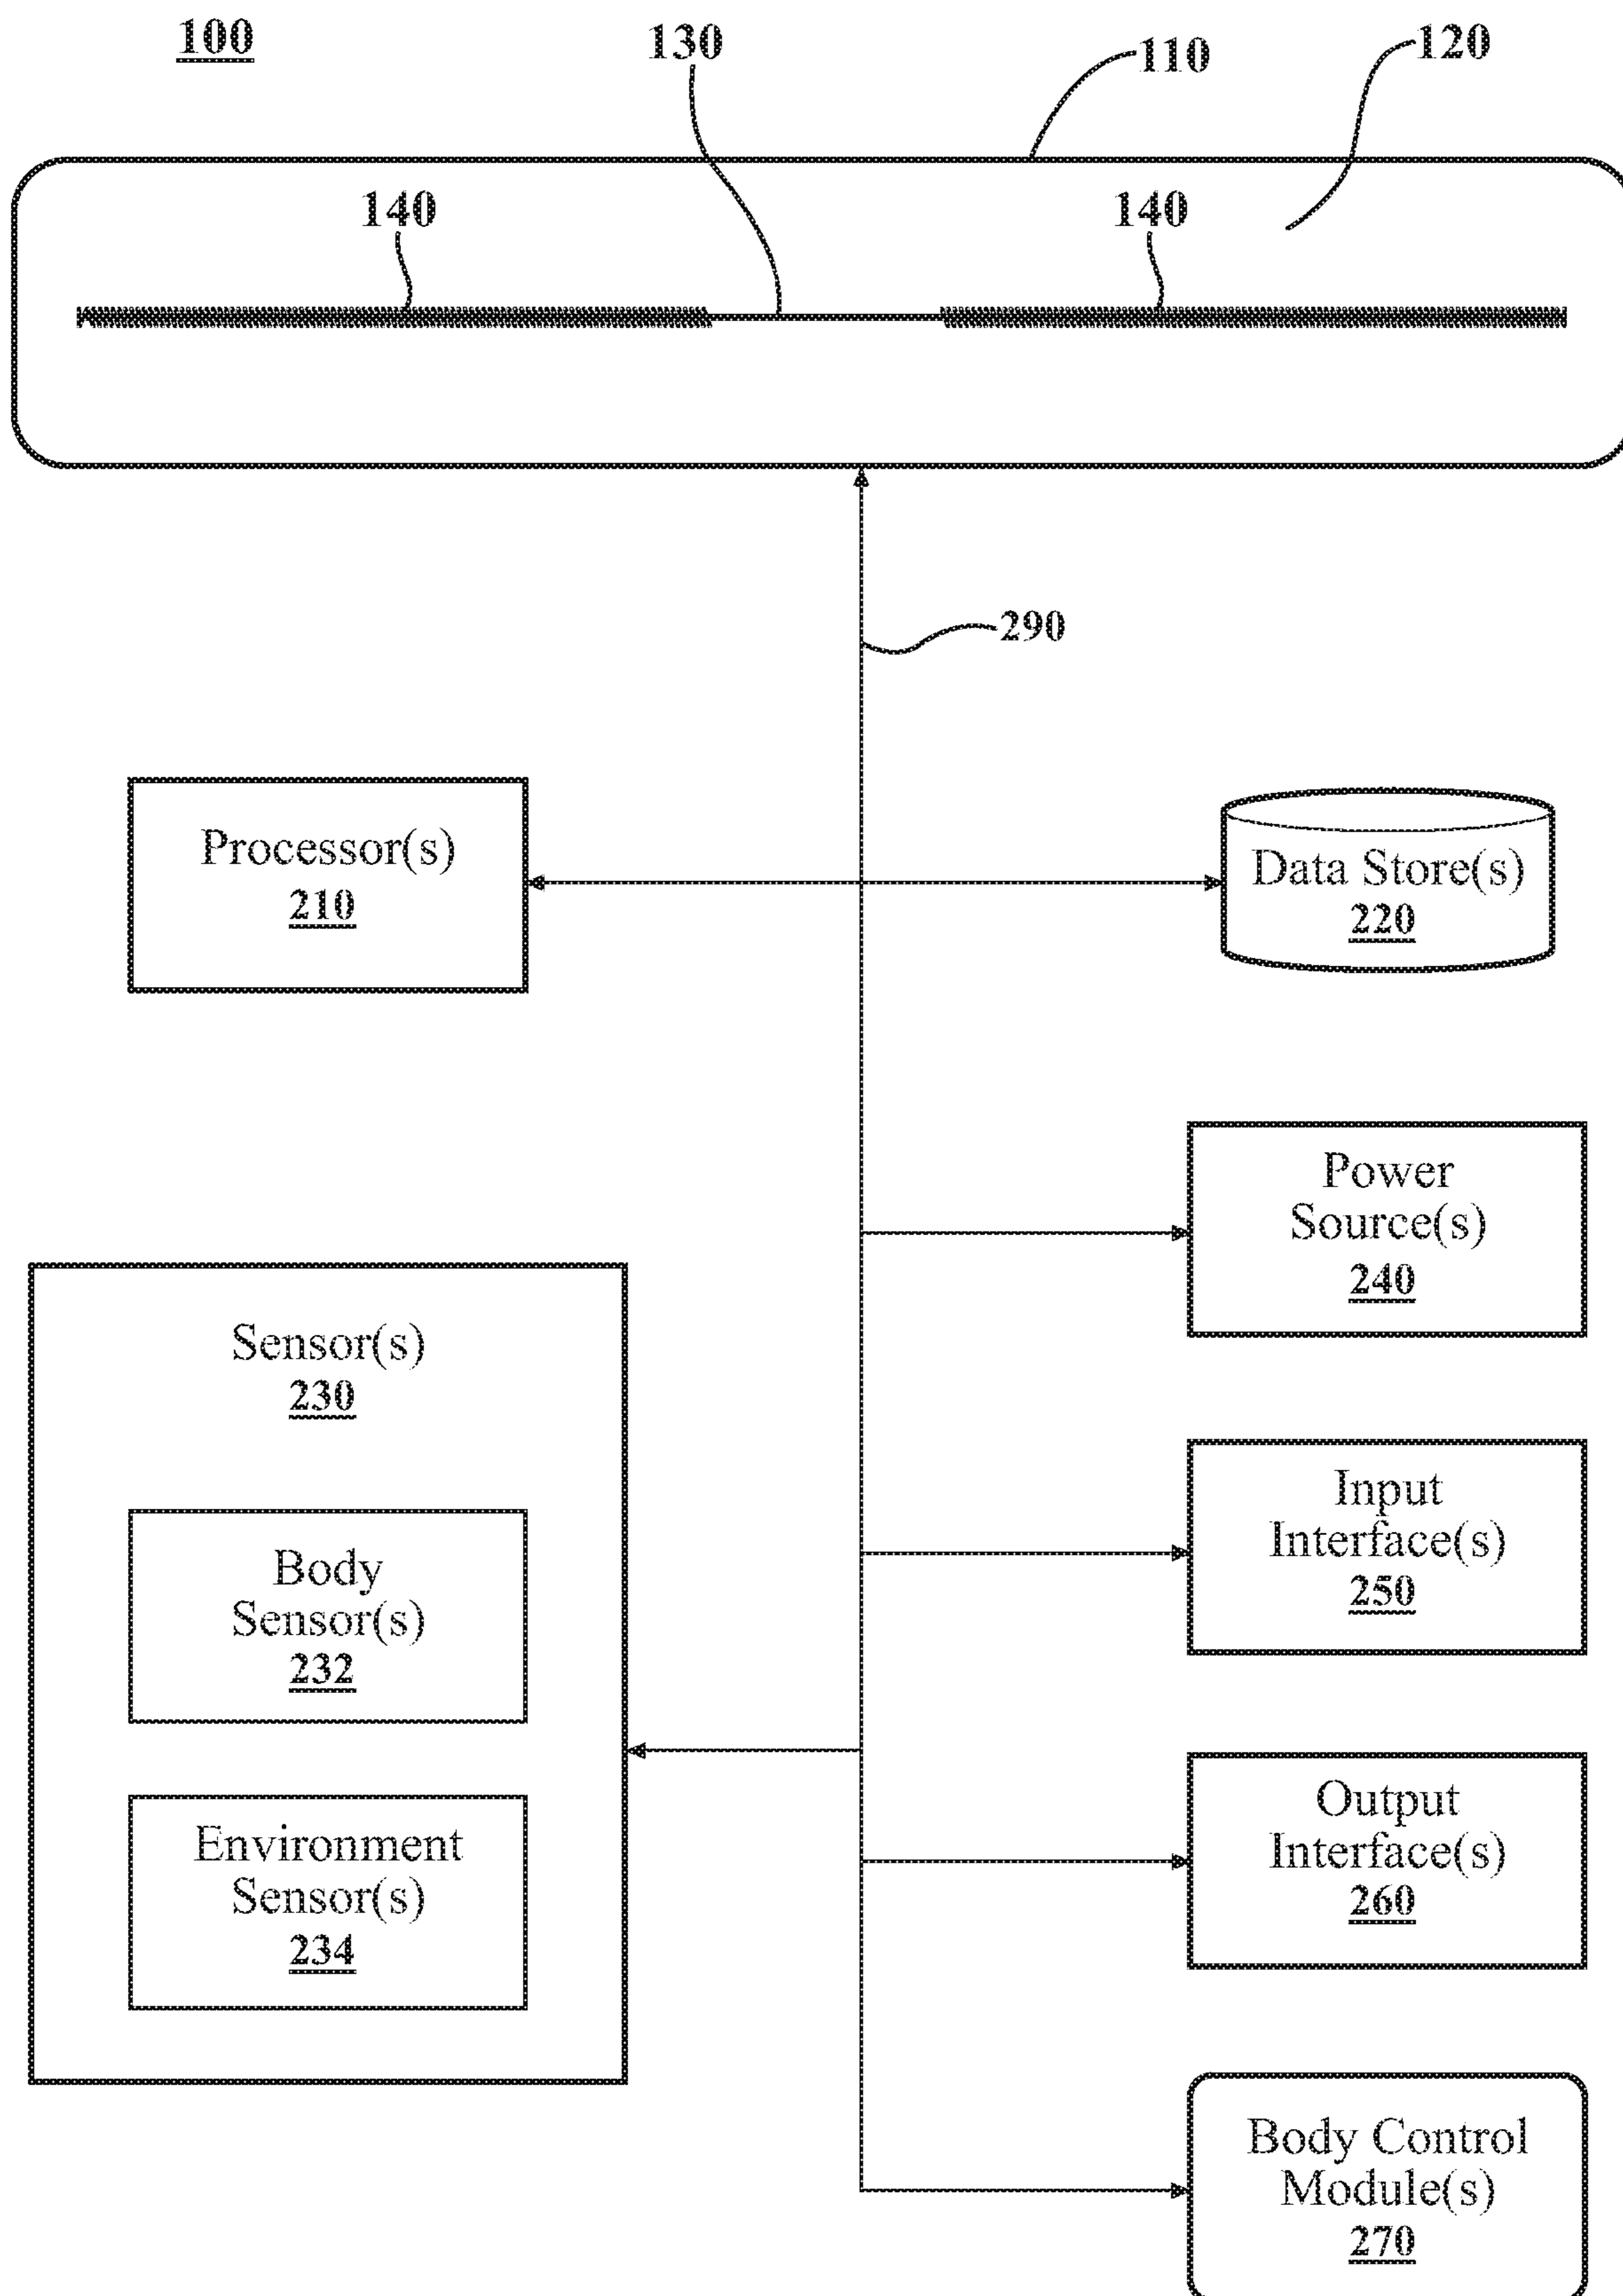 100
130
110
120
140
140
290
Processor(s)
210
Data Store(s)
220
Power
Source(s)
240
Sensor(s)
230
Input
Interface(s)
250
Body
Sensor(s)
232
Output
Interface(s)
260
Environment
Sensor(s)
234
Body Control
Module(s)
270